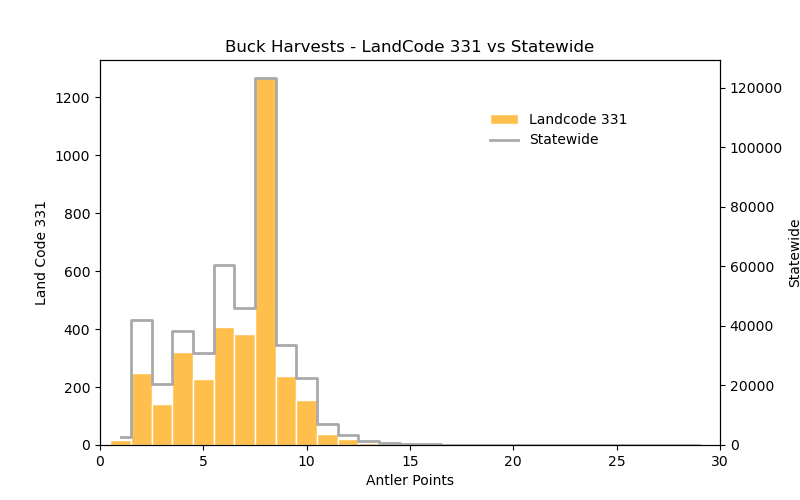 Buck Harvests - LandCode 331 vs Statewide
Land Code 331
1200
1000
800
600
400
200
0
Landcode 331
Statewide
120000
100000
80000
60000
40000
20000
0
Statewide
0 5 10 15 20 25 30
Antler Points